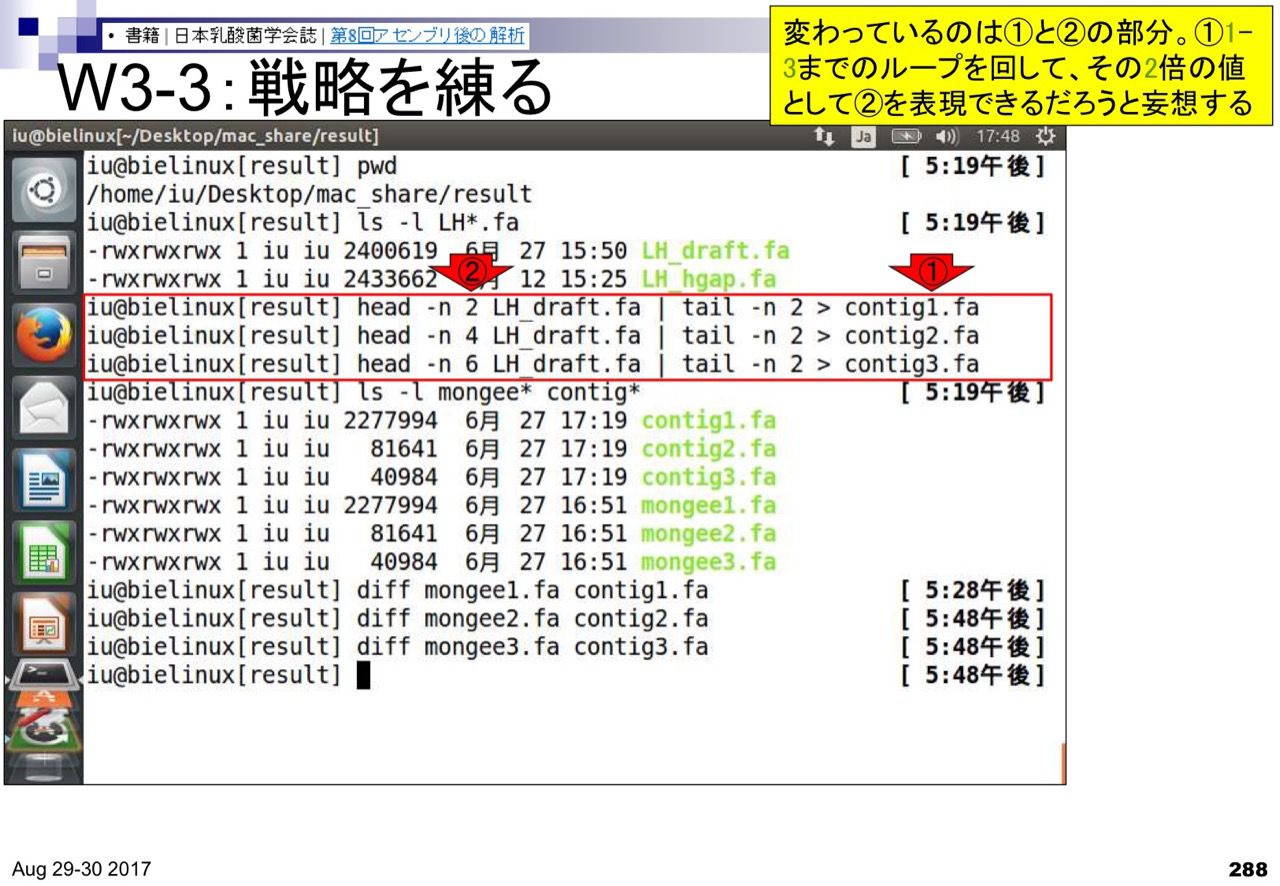 • 書籍 | 日本乳酸菌学会誌 | 第8回アセンブリ後の解析
W3-3：戦略を練る
変わっているのは①と②の部分。①1-
3までのループを回して、その2倍の値
として②を表現できるだろうと妄想する
iu@bielinux[~/Desktop/mac_share/result]
Ja
17:48
iu@bielinux[result] pwd [ 5:19午後]
/home/iu/Desktop/mac_share/result
iu@bielinux[result] ls -l LH*.fa [ 5:19午後]
-rwxrwxrwx 1 iu iu 2400619 6月 27 15:50 LH_draft.fa
-rwxrwxrwx 1 iu iu 2433662 月 12 15:25 LH_hgap.fa
② ①
iu@bielinux[result] head -n 2 LH_draft.fa | tail -n 2 > contig1.fa
iu@bielinux[result] head -n 4 LH_draft.fa | tail -n 2 > contig2.fa
iu@bielinux[result] head -n 6 LH_draft.fa | tail -n 2 > contig3.fa
iu@bielinux[result] ls -l mongee* contig* [ 5:19午後]
-rwxrwxrwx 1 iu iu 2277994 6月 27 17:19 contig1.fa
-rwxrwxrwx 1 iu iu 81641 6月 27 17:19 contig2.fa
-rwxrwxrwx 1 iu iu 40984 6月 27 17:19 contig3.fa
-rwxrwxrwx 1 iu iu 2277994 6月 27 16:51 mongee1.fa
-rwxrwxrwx 1 iu iu 81641 6月 27 16:51 mongee2.fa
-rwxrwxrwx 1 iu iu 40984 6月 27 16:51 mongee3.fa
iu@bielinux[result] diff mongee1.fa contig1.fa [ 5:28午後]
iu@bielinux[result] diff mongee2.fa contig2.fa [ 5:48午後]
iu@bielinux[result] diff mongee3.fa contig3.fa [ 5:48午後]
iu@bielinux[result] [ 5:48午後]
Aug 29-30 2017
288